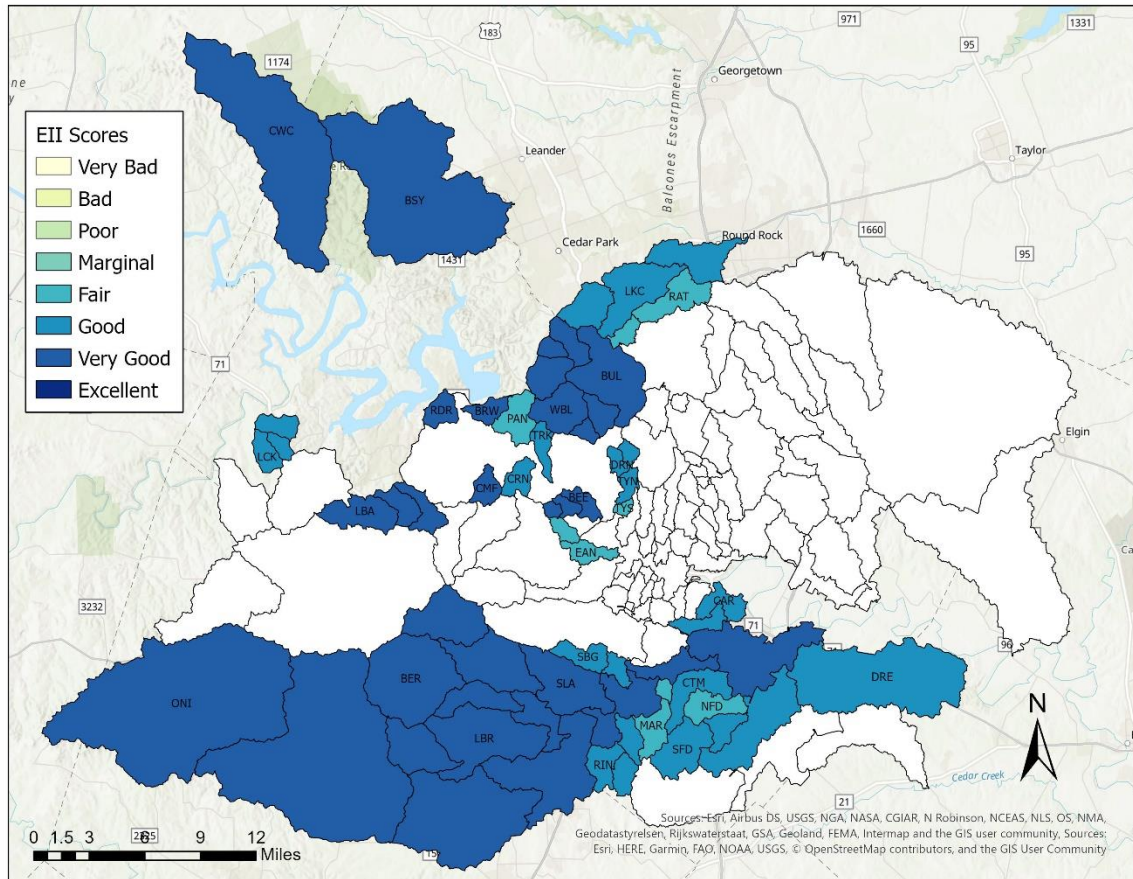 971
1331
183
95
1174
Georgetown
Balcones Escarpment
Taylor
EII Scores
Very Bad
Bad
Poor
Marginal
Fair
Good
Very Good
Excellent
CWC
BSY
Leander
Cedar Park
1431
Round Rock
1660
95
LKC
RAT
71
BUL
RDR
BRW
PAN
WBL
TRK
Elgin
LCK
DRN
TYN
CMF
CRN
BEE
TYS
LBA
EAN
3232
CAR
71
96
ONI
BER
SBG
SLA
CTM
NFD
DRE
LBR
MAR
SFD
RIN
N
Cedar Creek
21
0 1.5 3 6 9 12
Miles
Sources: Esri, Airbus DS, USGS, NGA, NASA, CGIAR, N Robinson, NCEAS, NLS, OS, NMA,
Geodatastyrelsen, Rijkswaterstaat, GSA, Geoland, FEMA, Intermap and the GIS user community, Sources:
Esri, HERE, Garmin, FAO, NOAA, USGS, © OpenStreetMap contributors, and the GIS User Community